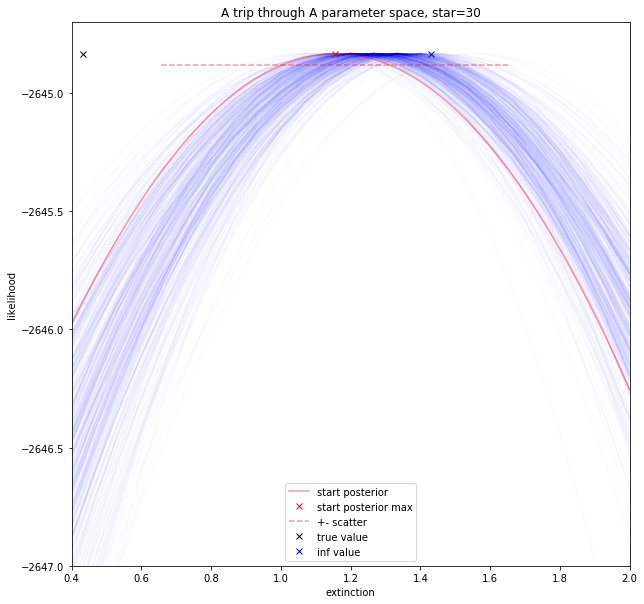 A trip through A parameter space, star=30
likelihood
−2645.0
−2645.5
−2646.0
−2646.5
−2647.0
start posterior
start posterior max
+- scatter
true value
inf value
0.4 0.6 0.8 1.0 1.2 1.4 1.6 1.8 2.0
extinction